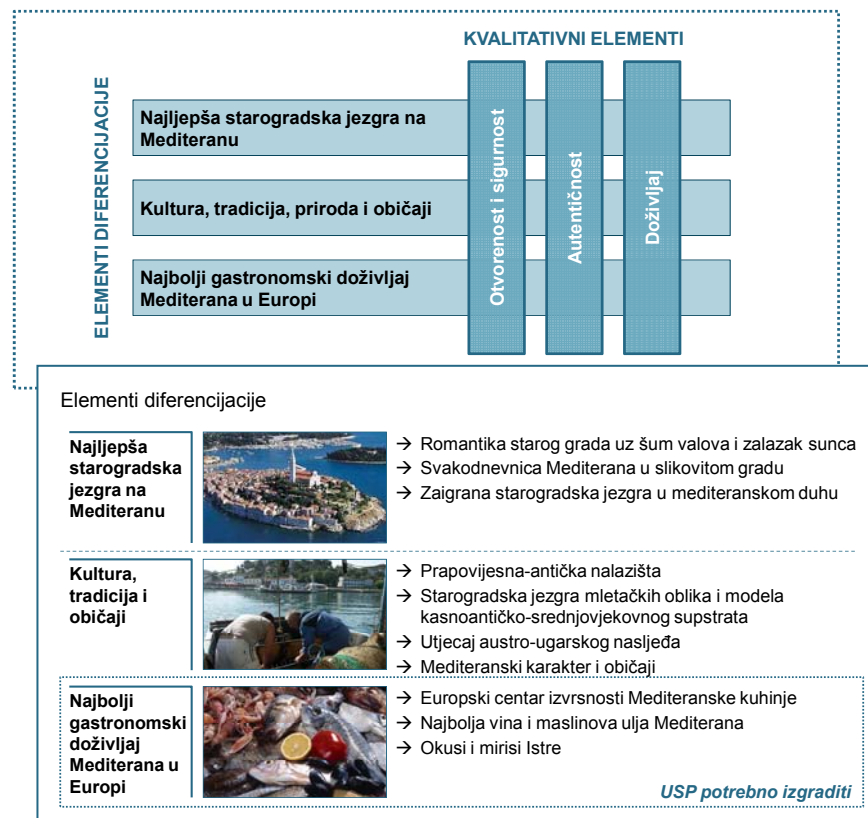 KVALITATIVNI ELEMENTI
ELEMENTI DIFERENCIJACIJE
Najljepša starogradska jezgra na
Mediteranu
Kultura, tradicija, priroda i običaji
Najbolji gastronomski doživljaj
Mediterana u Europi
Otvorenost i sigurnost
Autentičnost
Doživljaj
Elementi diferencijacije
Najljepša
starogradska
jezgra na
Mediteranu
→ Romantika starog grada uz šum valova i zalazak sunca
→ Svakodnevnica Mediterana u slikovitom gradu
→ Zaigrana starogradska jezgra u mediteranskom duhu
Kultura,
tradicija i
običaji
→ Prapovijesna-antička nalazišta
→ Starogradska jezgra mletačkih oblika i modela
kasnoantičko-srednjovjekovnog supstrata
→ Utjecaj austro-ugarskog nasljeđa
→ Mediteranski karakter i običaji
Najbolji
gastronomski
doživljaj
Mediterana u
Europi
→ Europski centar izvrsnosti Mediteranske kuhinje
→ Najbolja vina i maslinova ulja Mediterana
→ Okusi i mirisi Istre
USP potrebno izgraditi